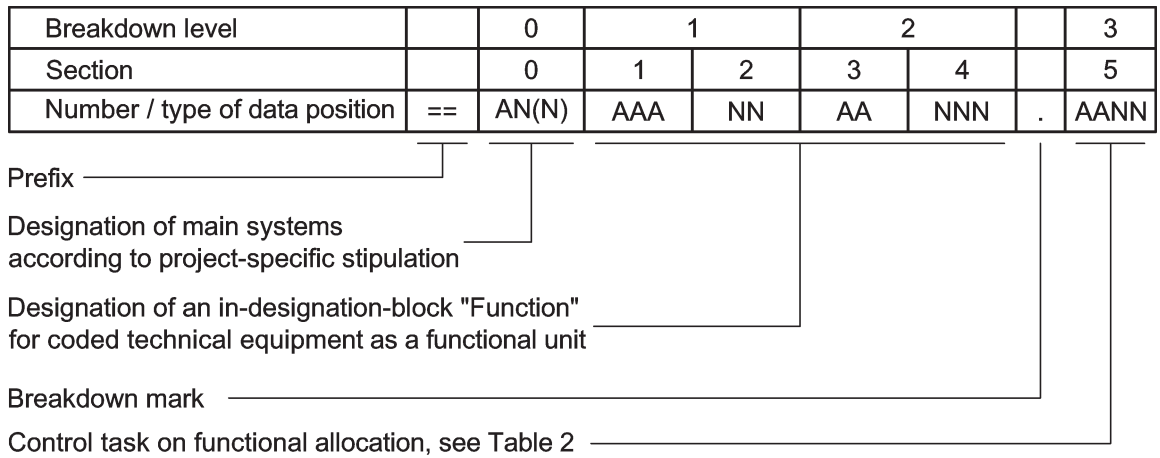 Breakdown level 0 1 2 3
Section 0 1 2 3 4 5
Number / type of data position == AN(N) AAA NN AA NNN . AANN
Prefix
Designation of main systems
according to project-specific stipulation
Designation of an in-designation-block "Function"
for coded technical equipment as a functional unit
Breakdown mark
Control task on functional allocation, see Table 2